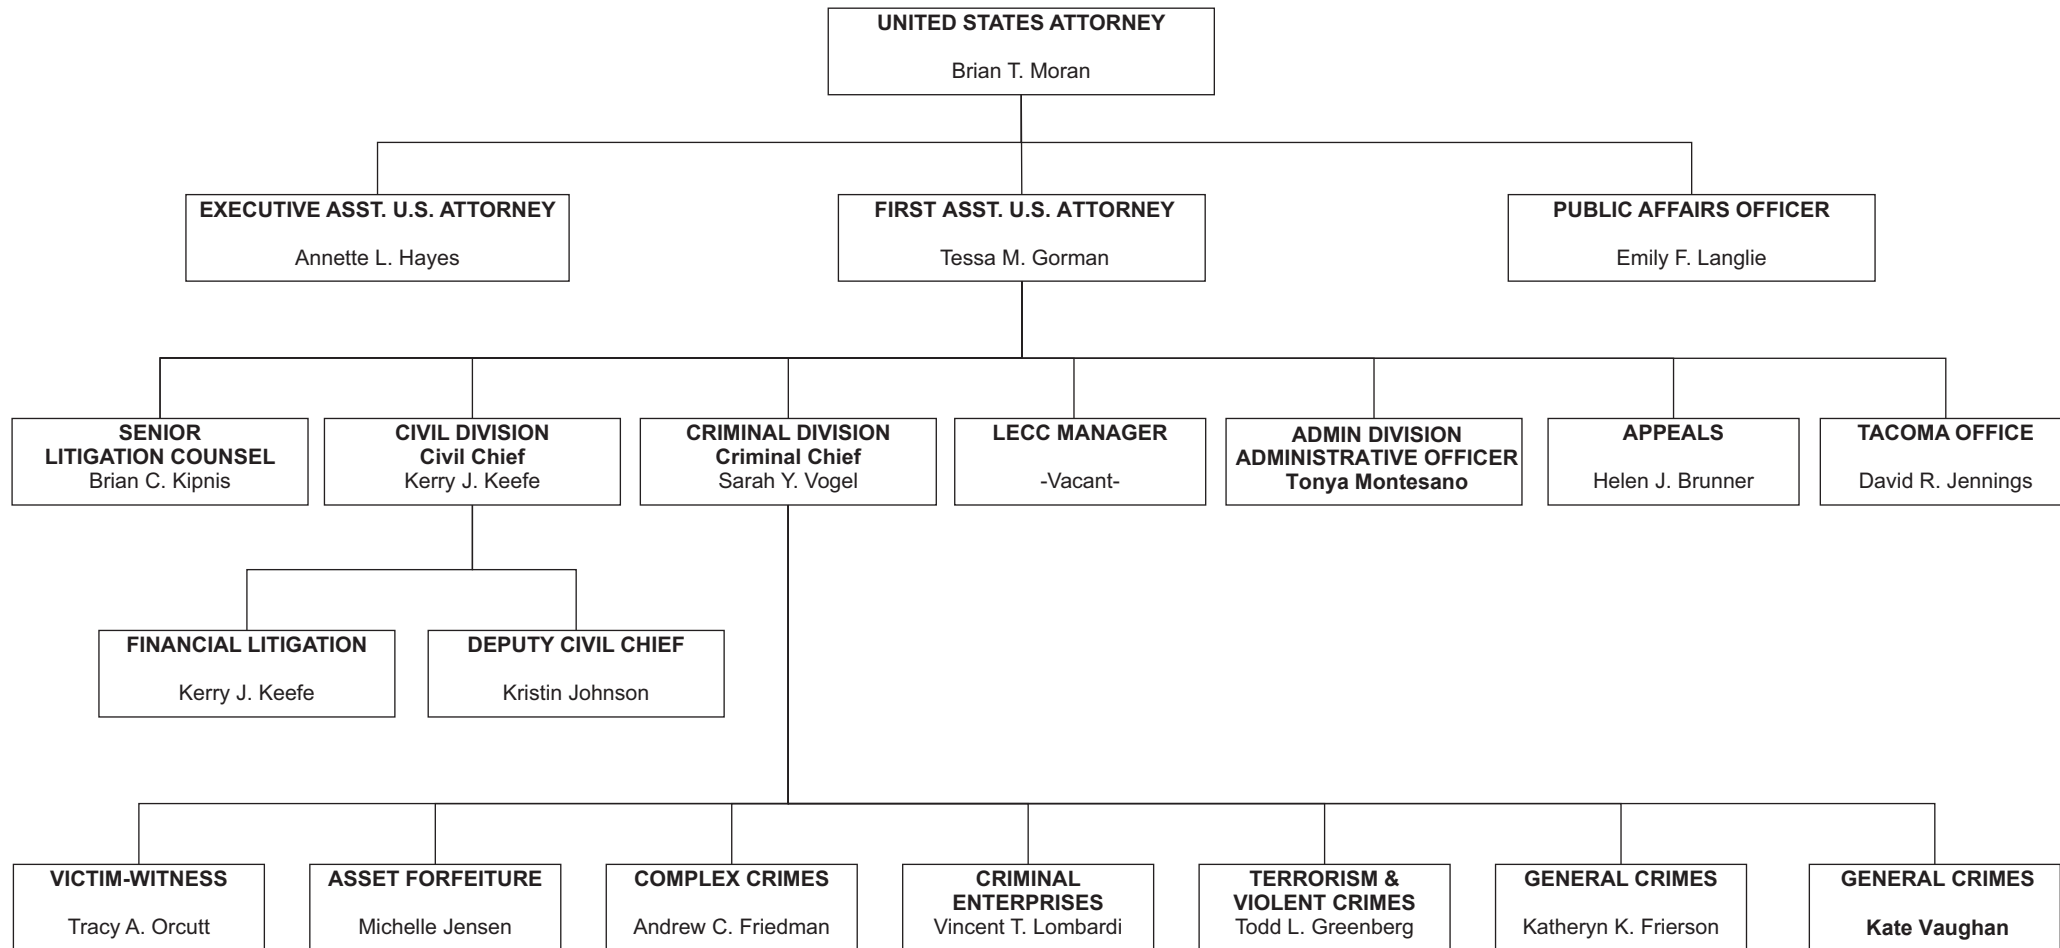 UNITED STATES ATTORNEY
Brian T. Moran
EXECUTIVE ASST. U.S. ATTORNEY
Annette L. Hayes
FIRST ASST. U.S. ATTORNEY
Tessa M. Gorman
PUBLIC AFFAIRS OFFICER
Emily F. Langlie
SENIOR
LITIGATION COUNSEL
Brian C. Kipnis
CIVIL DIVISION
Civil Chief
Kerry J. Keefe
CRIMINAL DIVISION
Criminal Chief
Sarah Y. Vogel
LECC MANAGER
-Vacant-
ADMIN DIVISION
ADMINISTRATIVE OFFICER
Tonya Montesano
APPEALS
Helen J. Brunner
TACOMA OFFICE
David R. Jennings
FINANCIAL LITIGATION
Kerry J. Keefe
DEPUTY CIVIL CHIEF
Kristin Johnson
VICTIM-WITNESS
Tracy A. Orcutt
ASSET FORFEITURE
Michelle Jensen
COMPLEX CRIMES
Andrew C. Friedman
CRIMINAL
ENTERPRISES
Vincent T. Lombardi
TERRORISM &
VIOLENT CRIMES
Todd L. Greenberg
GENERAL CRIMES
Katheryn K. Frierson
GENERAL CRIMES
Kate Vaughan